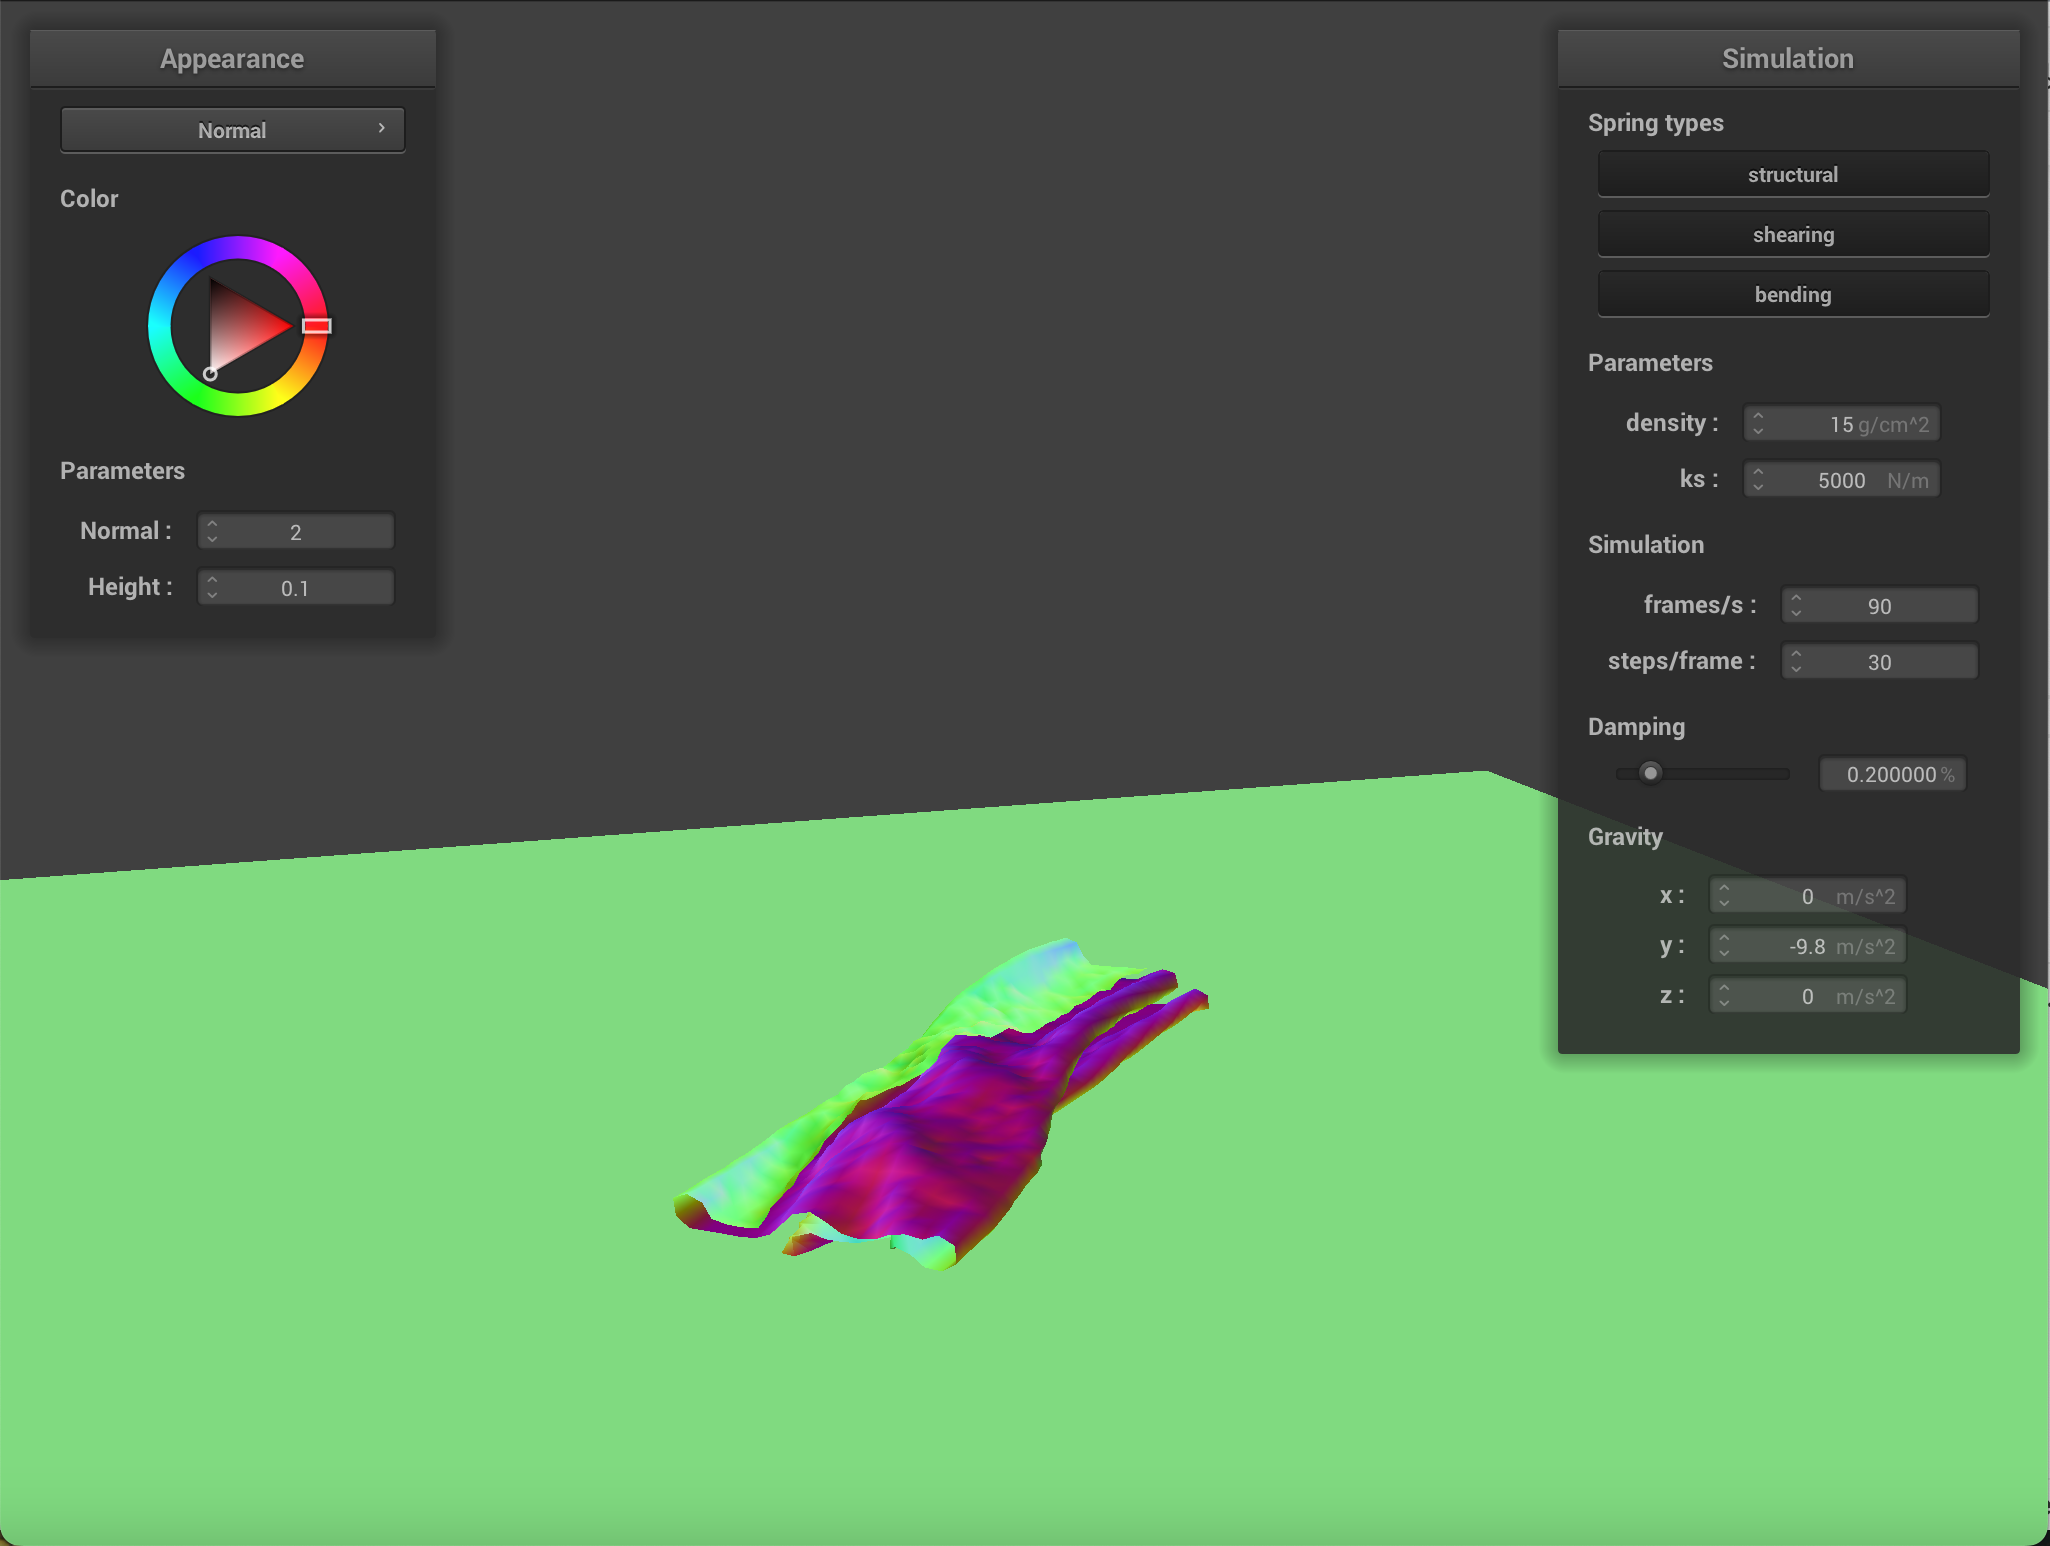 Appearance
Normal
Color
Parameters
Normal : 2
Height : 0.1
Simulation
Spring types
structural
shearing
bending
Parameters
density : 15 g/cm^2
ks : 5000 N/m
Simulation
frames/s : 90
steps/frame : 30
Damping
0.200000 %
Gravity
x : 0 m/s^2
y : -9.8 m/s^2
z : 0 m/s^2